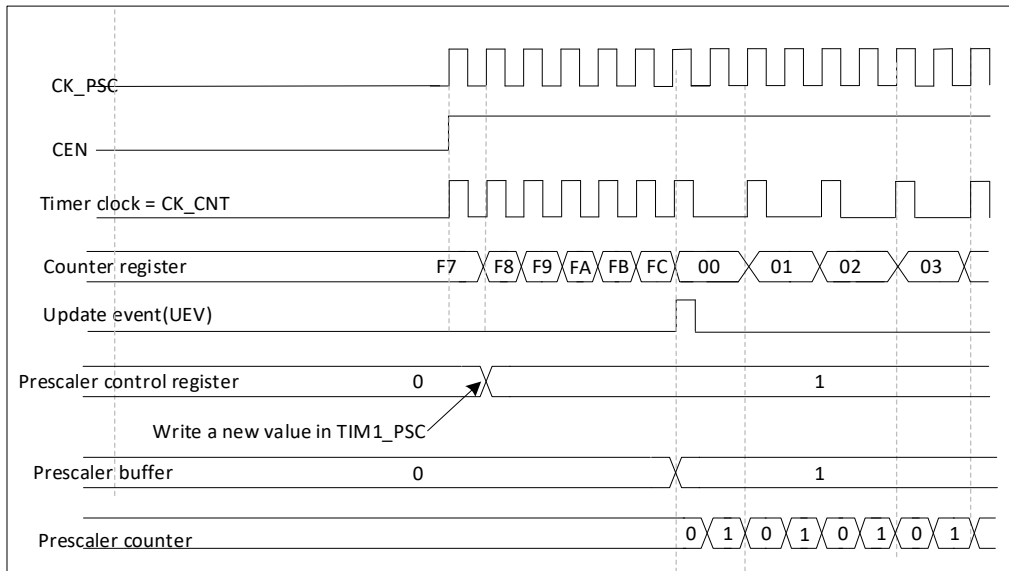 CK_PSC
CEN
Timer clock = CK_CNT
Counter register F7 F8 F9 FA FB FC 00 01 02 03
Update event(UEV)
Prescaler control register 0 1
Write a new value in TIM1_PSC
Prescaler buffer 0 1
Prescaler counter 0 1 0 1 0 1 0 1